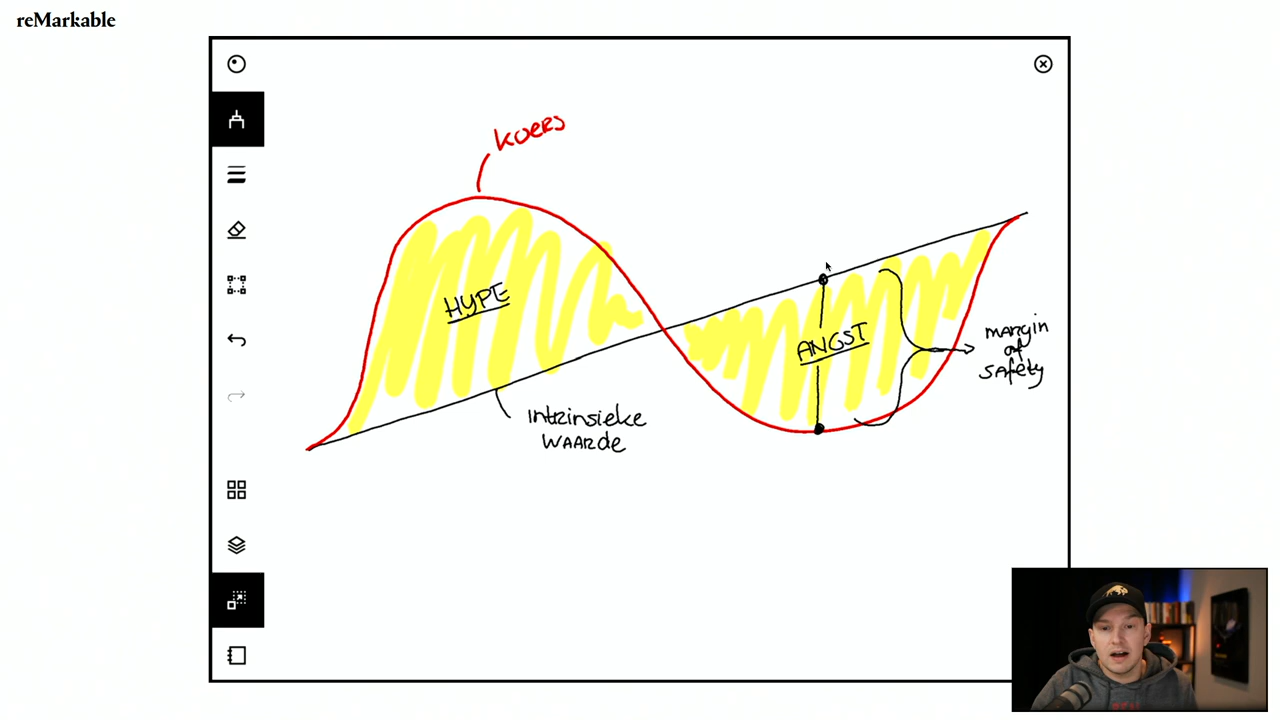 reMarkable
KOERS
HYPE
ANGST
margin
of
safety
INTRINSIEKE
WAARDE